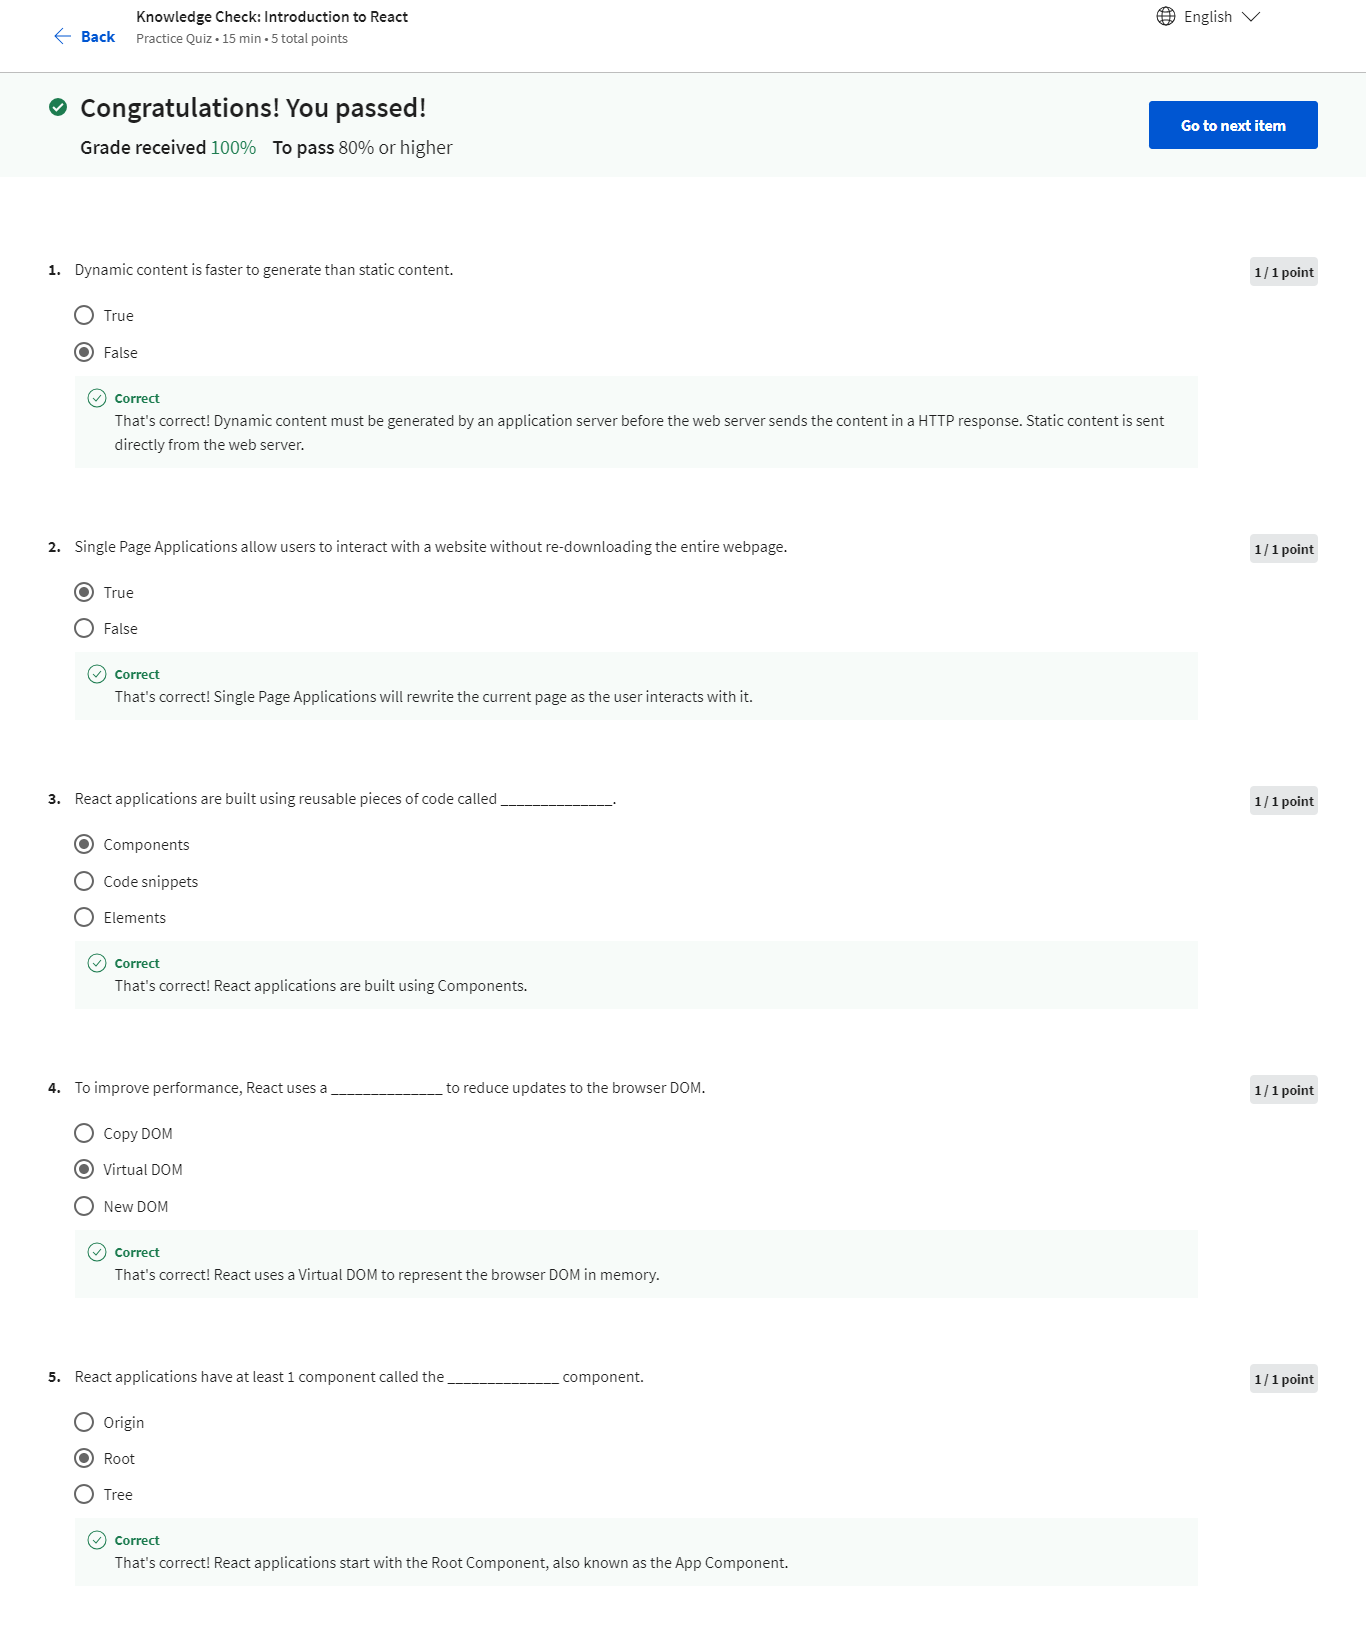 Back
Knowledge Check: Introduction to React
Practice Quiz • 15 min • 5 total points
English
Congratulations! You passed!
Grade received 100% To pass 80% or higher
Go to next item
1. Dynamic content is faster to generate than static content.
1 / 1 point
True
False
Correct
That's correct! Dynamic content must be generated by an application server before the web server sends the content in a HTTP response. Static content is sent
directly from the web server.
2. Single Page Applications allow users to interact with a website without re-downloading the entire webpage.
1 / 1 point
True
False
Correct
That's correct! Single Page Applications will rewrite the current page as the user interacts with it.
3. React applications are built using reusable pieces of code called ______________.
1 / 1 point
Components
Code snippets
Elements
Correct
That's correct! React applications are built using Components.
4. To improve performance, React uses a ______________ to reduce updates to the browser DOM.
1 / 1 point
Copy DOM
Virtual DOM
New DOM
Correct
That's correct! React uses a Virtual DOM to represent the browser DOM in memory.
5. React applications have at least 1 component called the ______________ component.
1 / 1 point
Origin
Root
Tree
Correct
That's correct! React applications start with the Root Component, also known as the App Component.